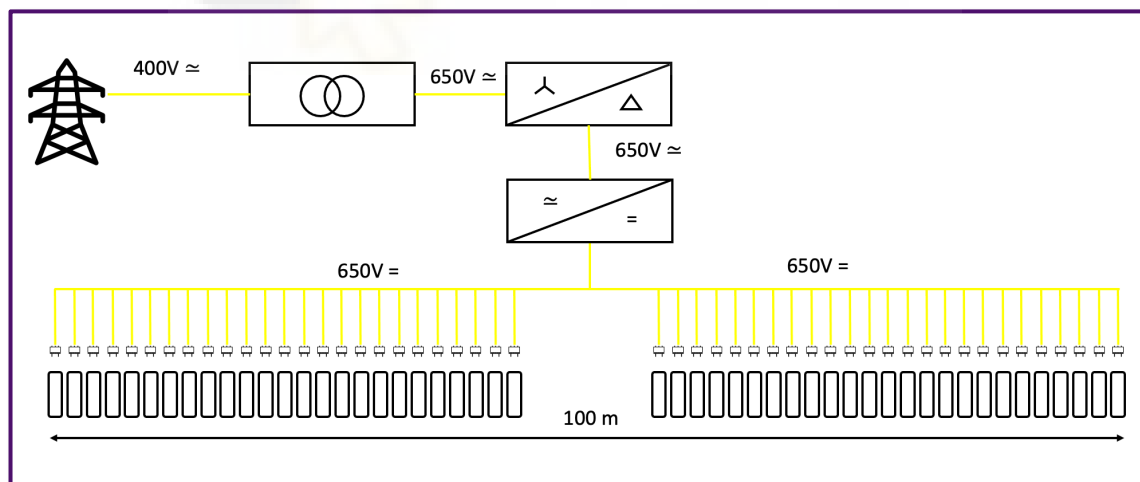 400V ≃
650V ≃
650V ≃
≃
=
650V =
650V =
100 m